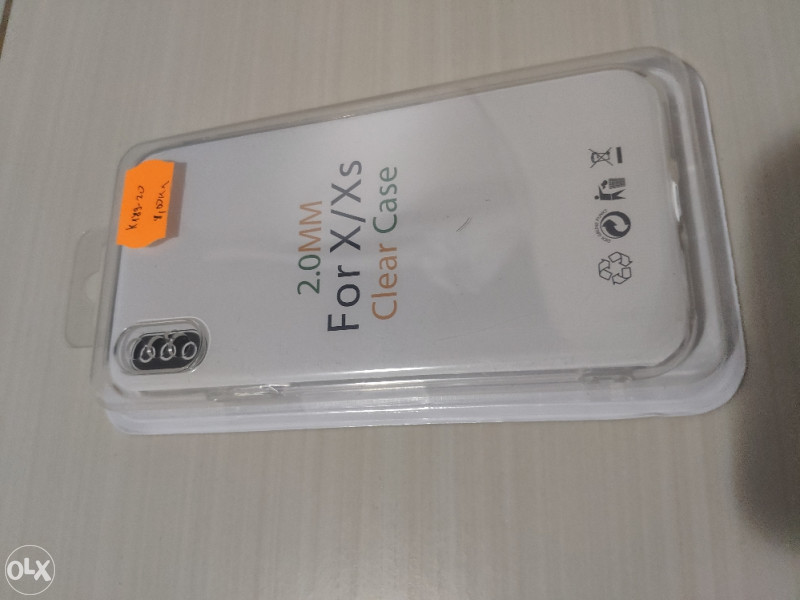 2.0MM
For X/Xs
Clear Case
OLX